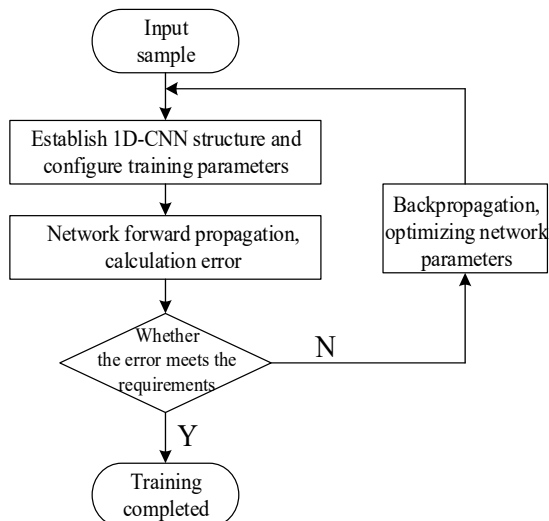 Input
sample
Establish 1D-CNN structure and
configure training parameters
Network forward propagation,
calculation error
Backpropagation,
optimizing network
parameters
Whether
the error meets the
requirements
N
Y
Training
completed